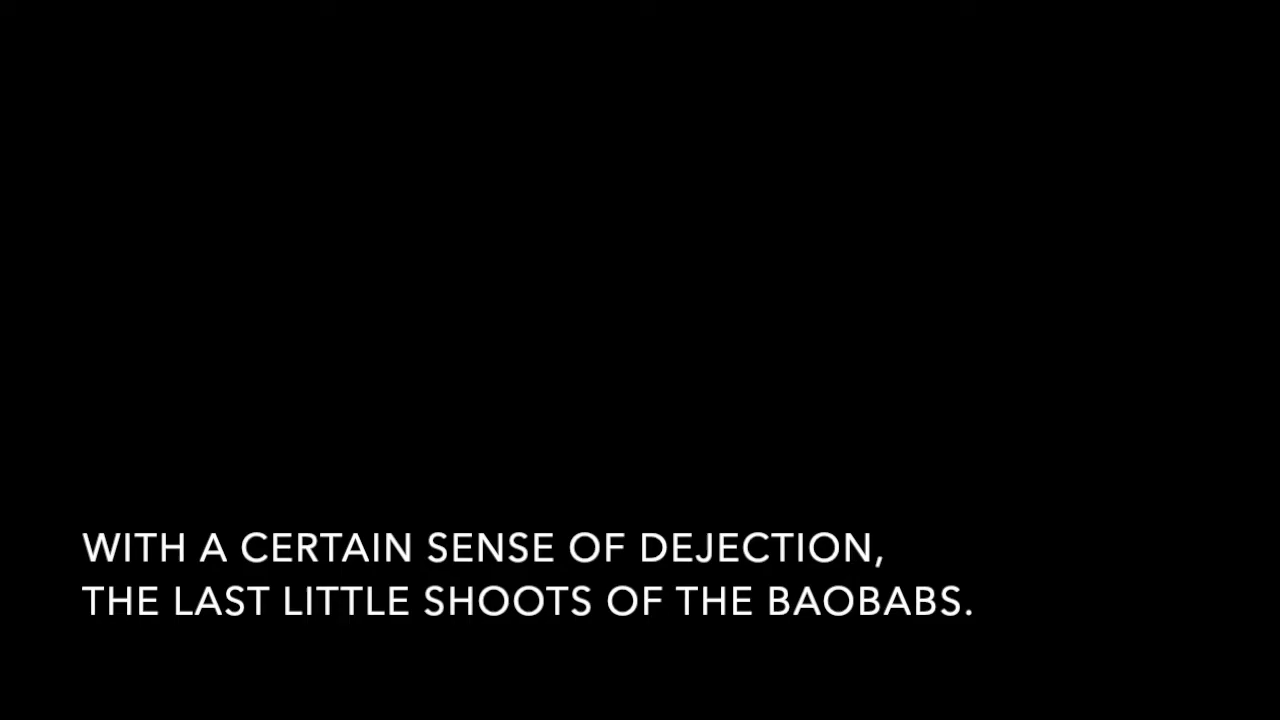 WITH A CERTAIN SENSE OF DEJECTION,
THE LAST LITTLE SHOOTS OF THE BAOBABS.